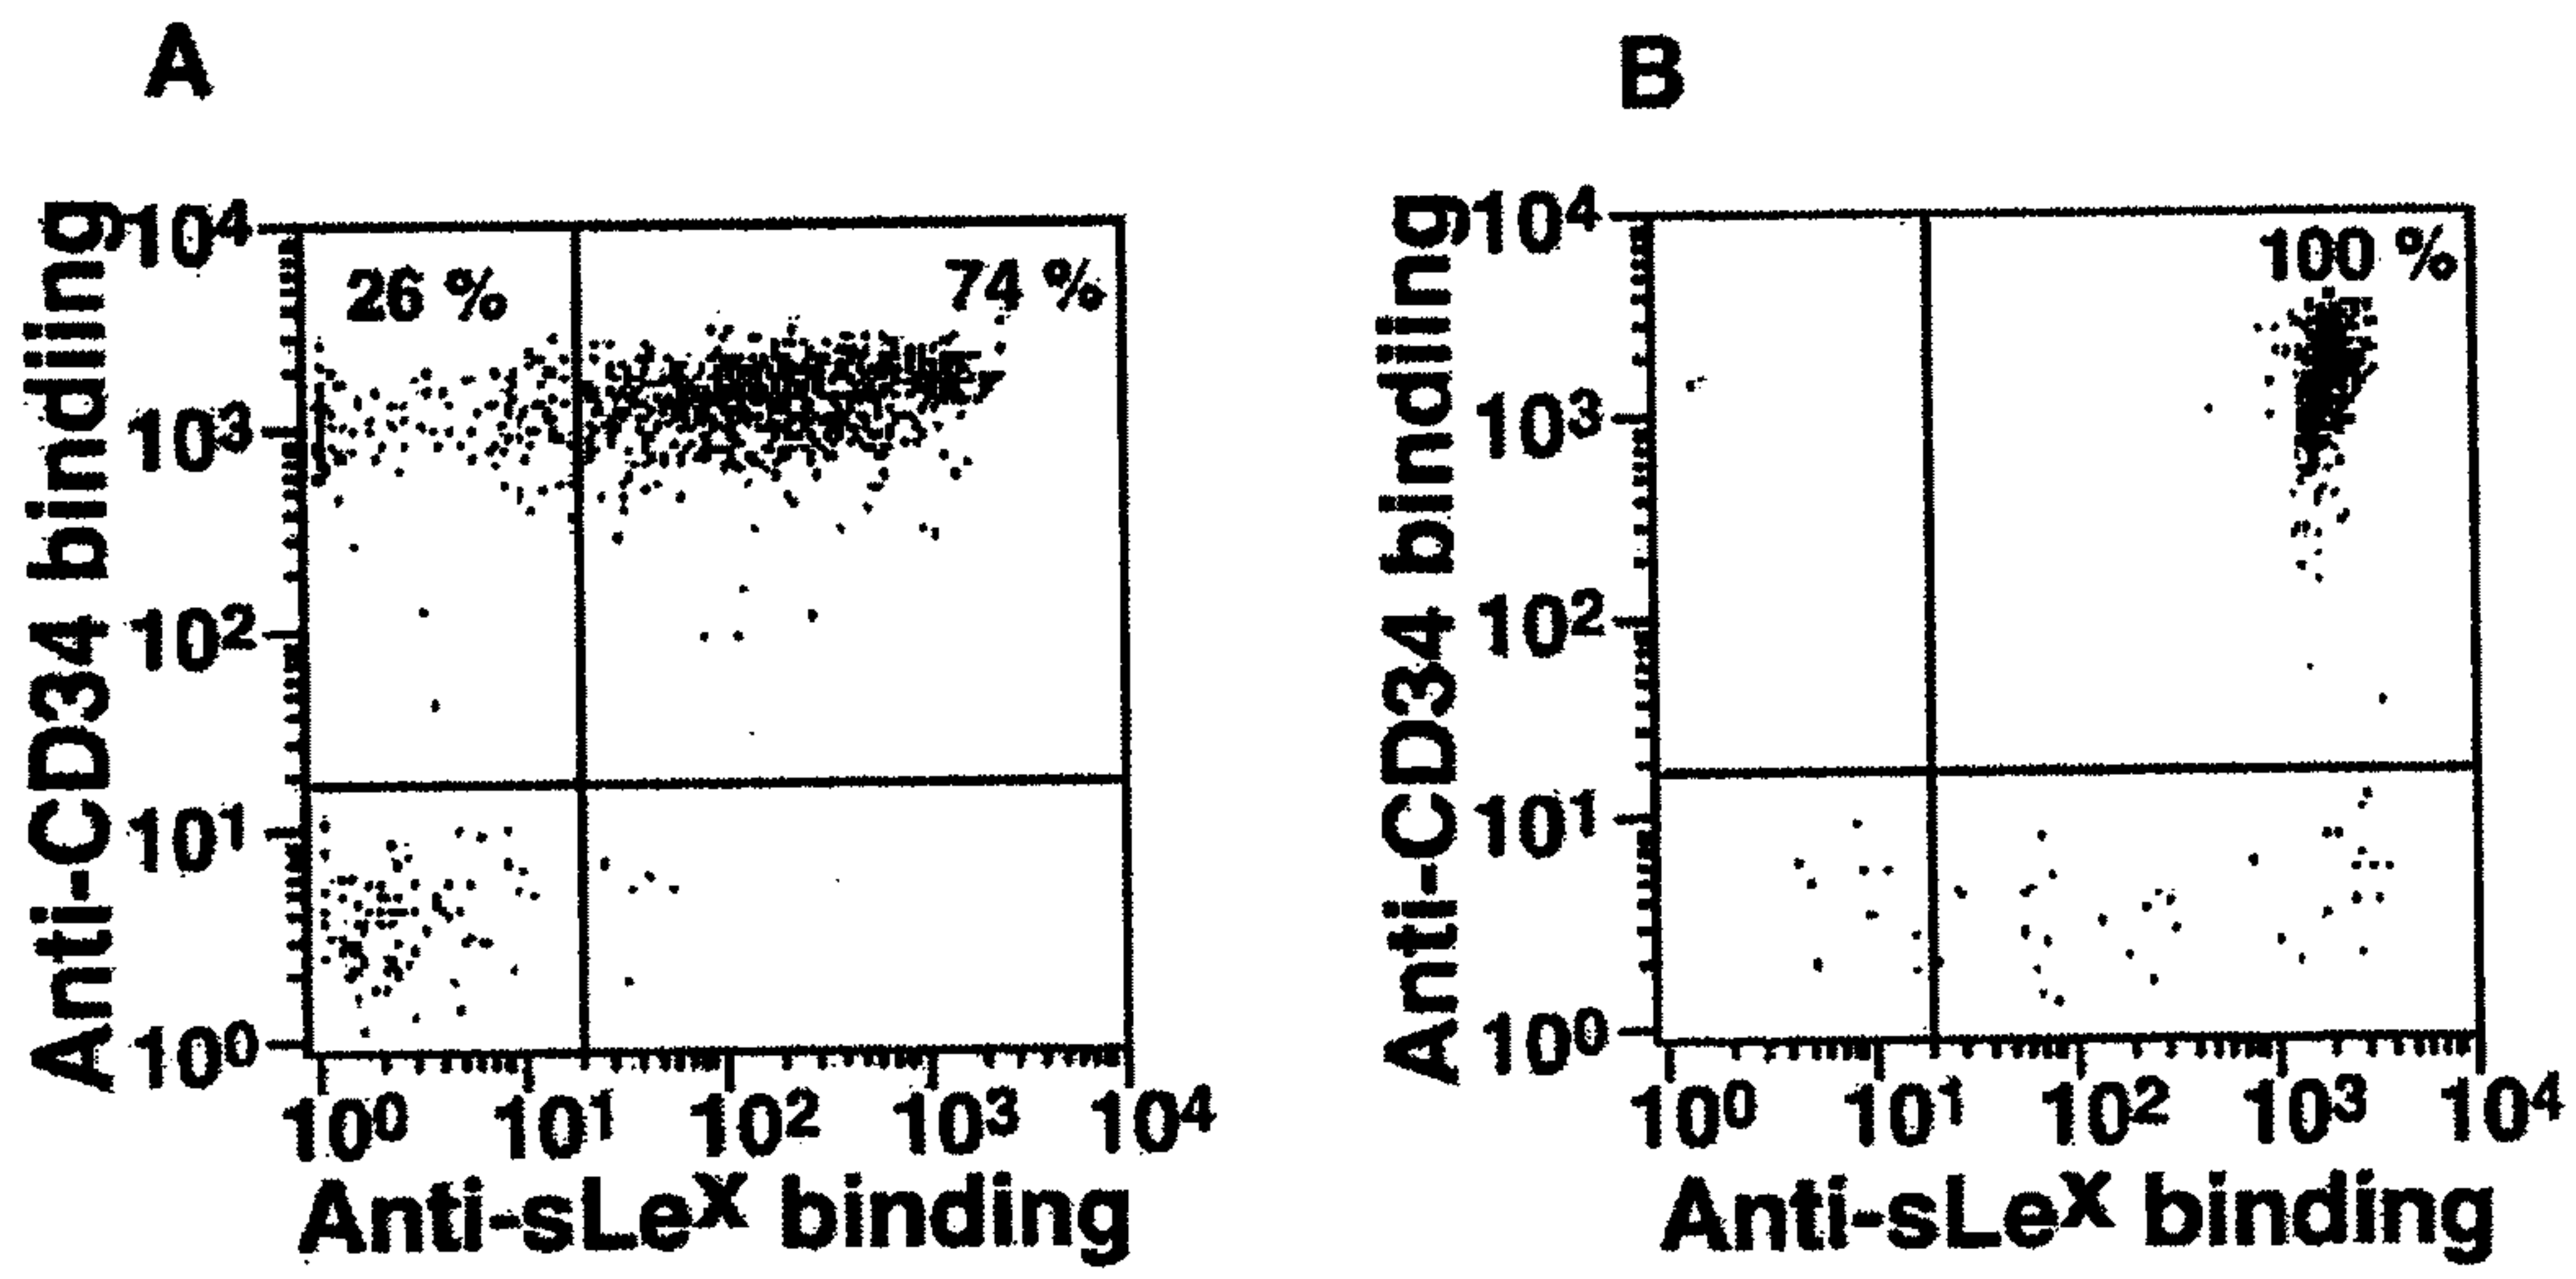 A
Anti-CD34 binding
10⁴
10³
10²
10¹
10⁰
26 %
74 %
10⁰ 10¹ 10² 10³ 10⁴
Anti-sLeˣ binding
B
Anti-CD34 binding
10⁴
10³
10²
10¹
10⁰
100 %
10⁰ 10¹ 10² 10³ 10⁴
Anti-sLeˣ binding